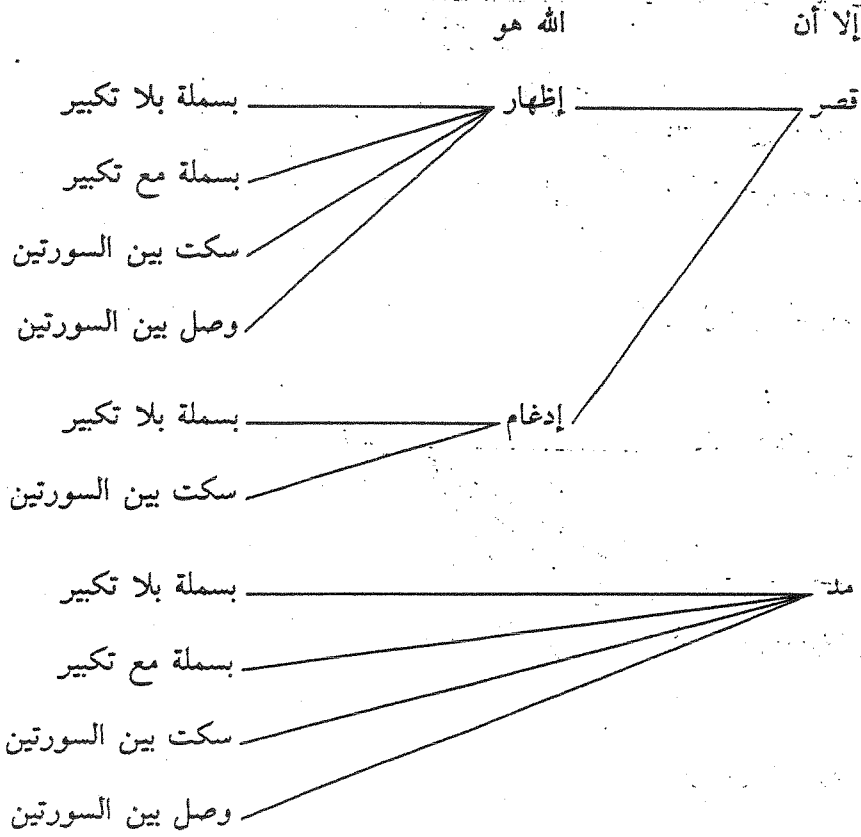 إلا أن الله هو
قصر إظهار بسملة بلا تكبير
بسملة مع تكبير
سكت بين السورتين
وصل بين السورتين
إدغام بسملة بلا تكبير
سكت بين السورتين
مد بسملة بلا تكبير
بسملة مع تكبير
سكت بين السورتين
وصل بين السورتين